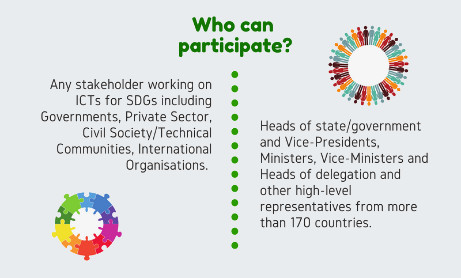 Who can
participate?
Any stakeholder working on
ICTs for SDGs including
Governments, Private Sector,
Civil Society/Technical
Communities, International
Organisations.
Heads of state/government
and Vice-Presidents,
Ministers, Vice-Ministers and
Heads of delegation and
other high-level
representatives from more
than 170 countries.